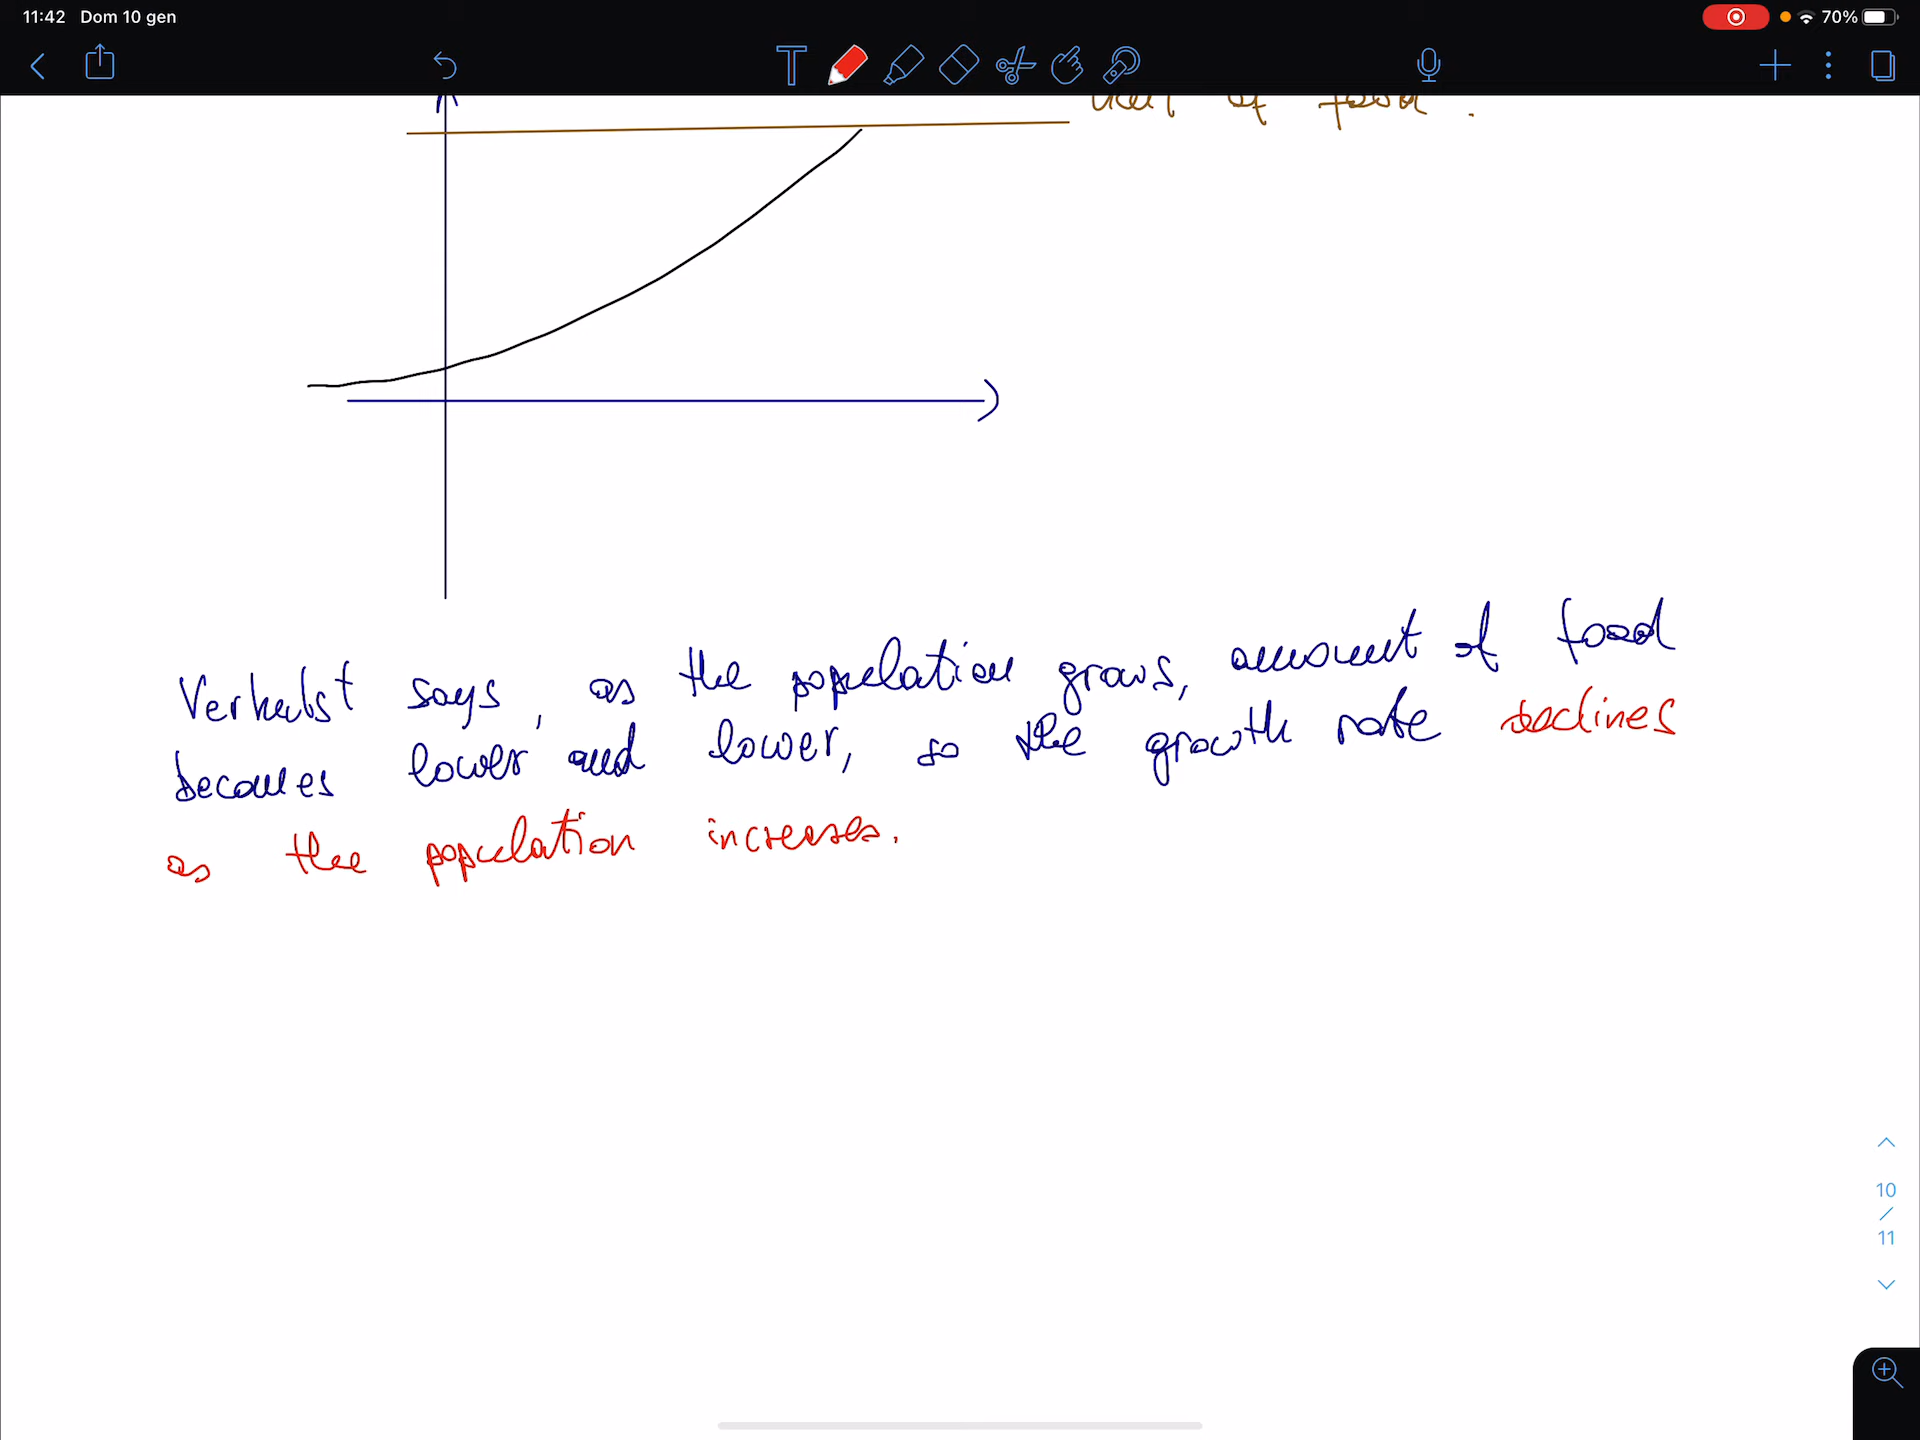 11:42 Dom 10 gen
70%
of food.
Verhulst says, as the population grows, amount of food
becomes lower and lower, so the growth rate declines
as the population increases.
10
/
11